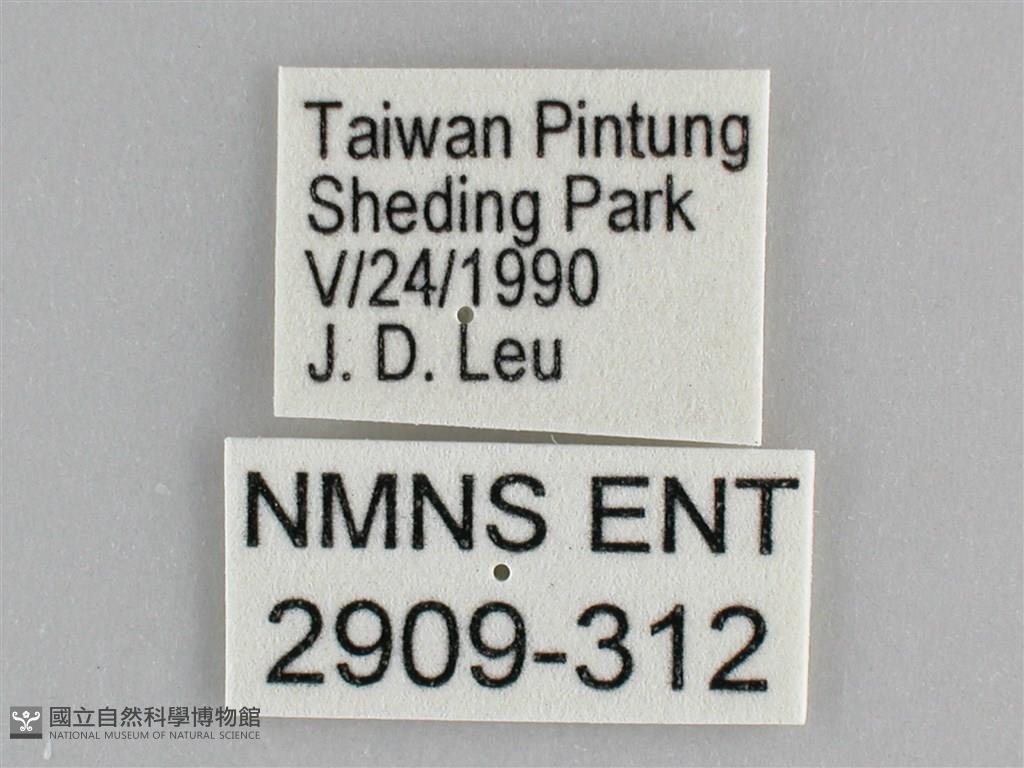 Taiwan Pintung
Sheding Park
V/24/1990
J. D. Leu
NMNS ENT
2909-312
國立自然科學博物館
NATIONAL MUSEUM OF NATURAL SCIENCE